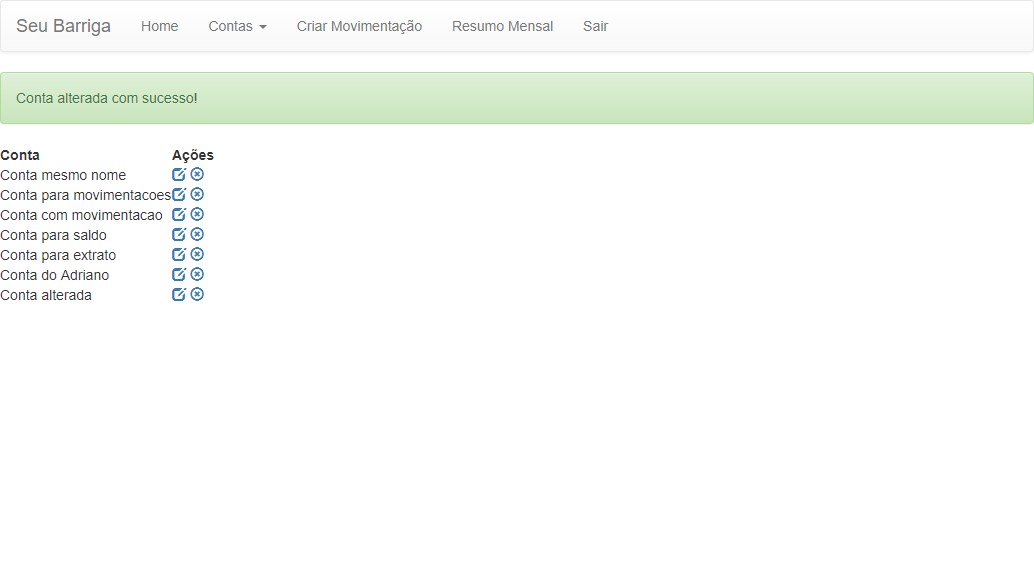 Seu Barriga Home Contas Criar Movimentação Resumo Mensal Sair
Conta alterada com sucesso!
Conta Ações
Conta mesmo nome
Conta para movimentacoes
Conta com movimentacao
Conta para saldo
Conta para extrato
Conta do Adriano
Conta alterada